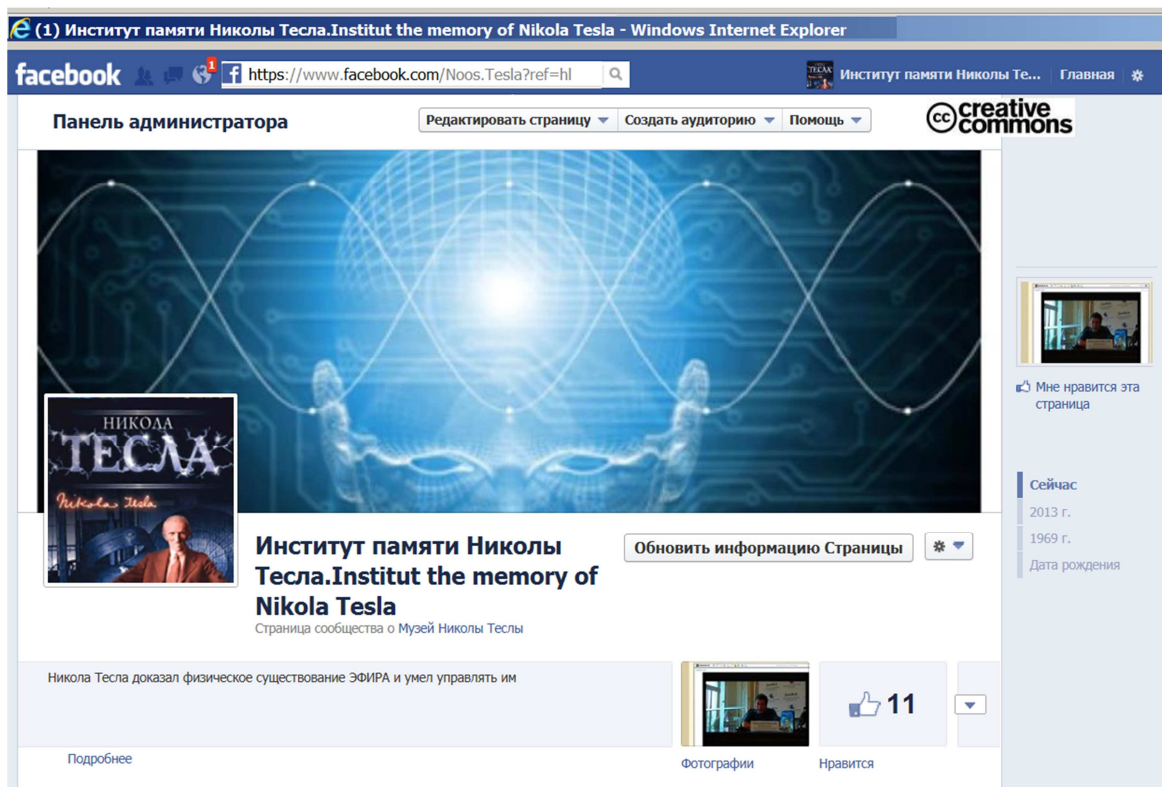 (1) Институт памяти Николы Тесла.Institut the memory of Nikola Tesla - Windows Internet Explorer
facebook 1 https://www.facebook.com/Noos.Tesla?ref=hl Институт памяти Николы Те... Главная
Панель администратора Редактировать страницу Создать аудиторию Помощь
cc creative
commons
НИКОЛА
ТЕСЛА
Nikola Tesla
Мне нравится эта
страница
Сейчас
2013 г.
1969 г.
Дата рождения
Институт памяти Николы
Тесла.Institut the memory of
Nikola Tesla
Обновить информацию Страницы
Страница сообщества о Музей Николы Теслы
Никола Тесла доказал физическое существование ЭФИРА и умел управлять им
11
Подробнее
Фотографии Нравится